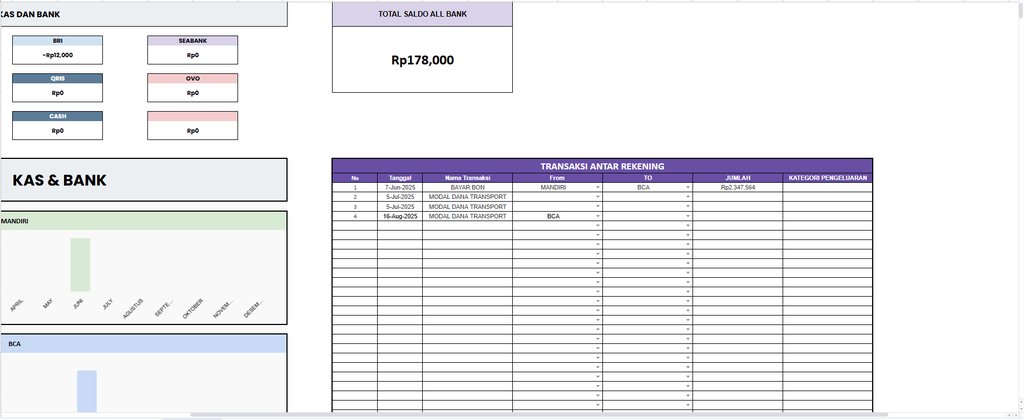 KAS DAN BANK
BRI
-Rp12,000
SEABANK
Rp0
QRIS
Rp0
OVO
Rp0
CASH
Rp0
Rp0
TOTAL SALDO ALL BANK
Rp178,000
KAS & BANK
MANDIRI
APRIL MAY JUNI JULY AGUSTUS SEPTE... OKTOBER NOVEM... DESEM...
BCA
TRANSAKSI ANTAR REKENING
No Tanggal Nama Transaksi From TO JUMLAH KATEGORI PENGELUARAN
1 7-Jun-2025 BAYAR BON MANDIRI BCA Rp2,347,564
2 5-Jul-2025 MODAL DANA TRANSPORT
3 5-Jul-2025 MODAL DANA TRANSPORT
4 16-Aug-2025 MODAL DANA TRANSPORT BCA